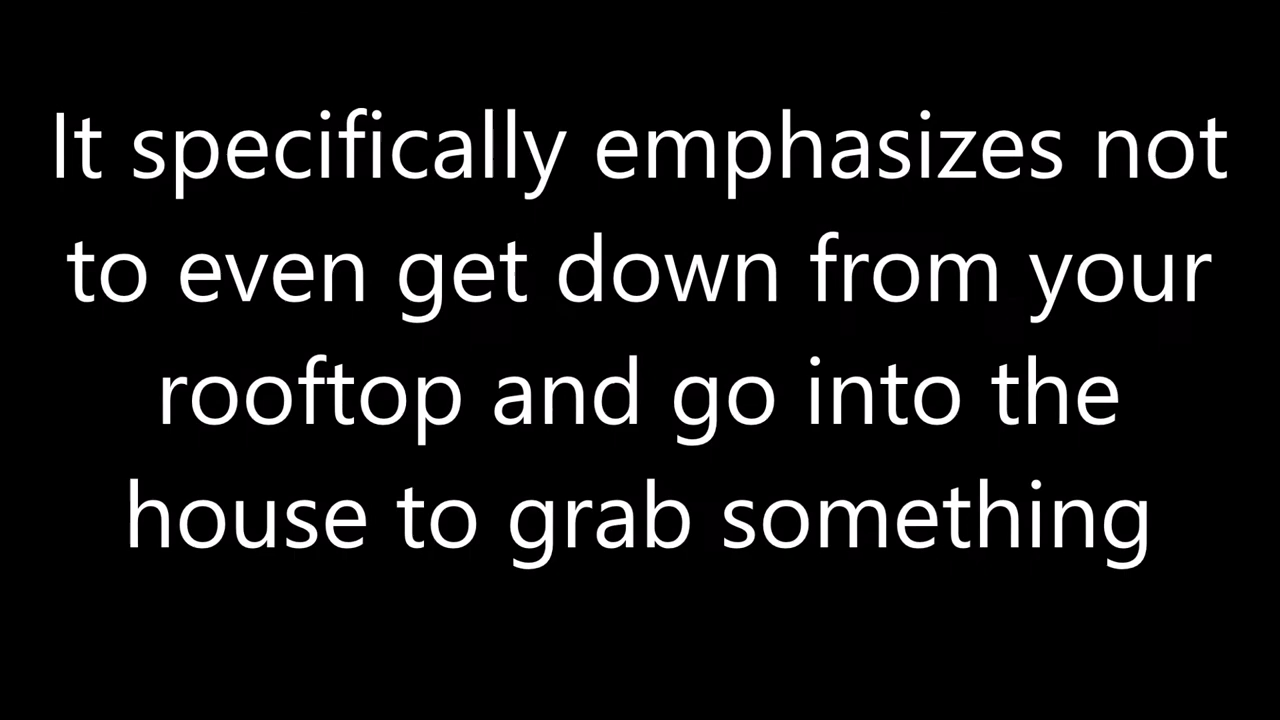 It specifically emphasizes not
to even get down from your
rooftop and go into the
house to grab something